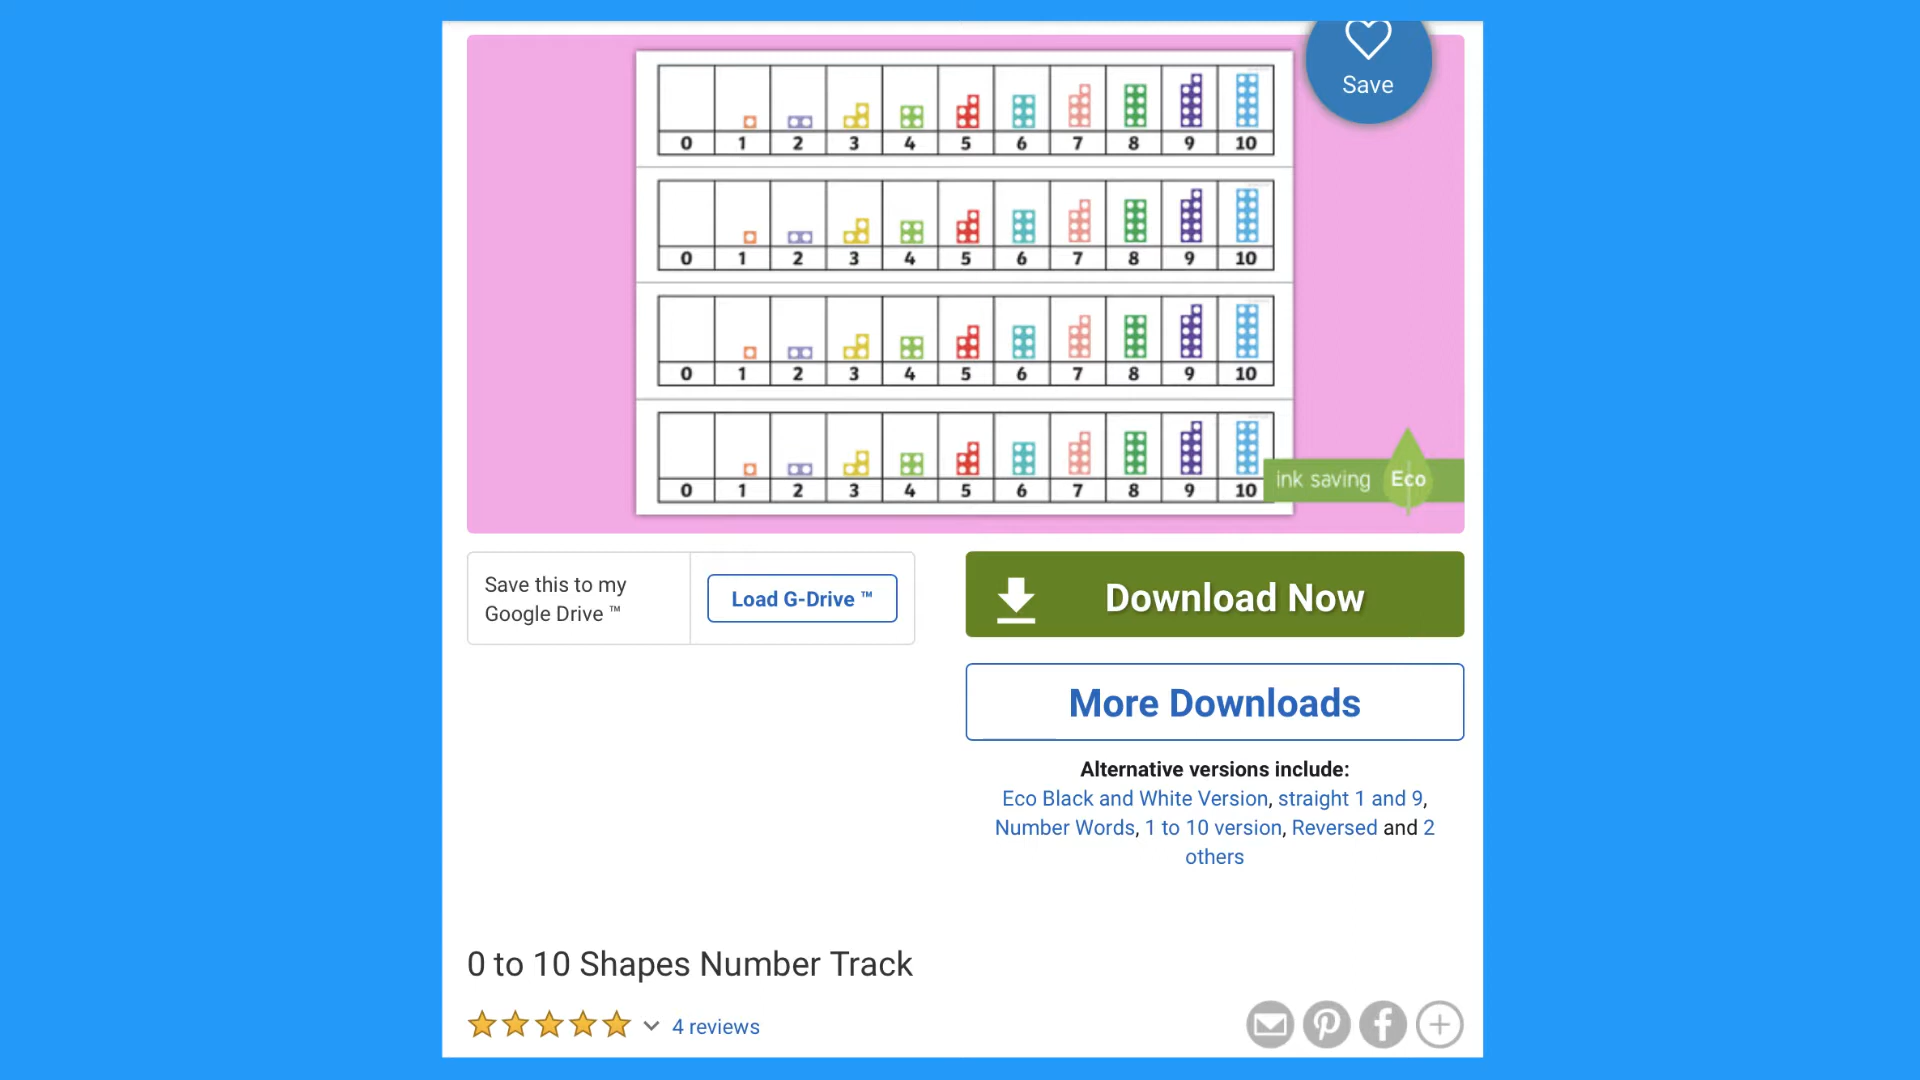 Save
0 1 2 3 4 5 6 7 8 9 10
0 1 2 3 4 5 6 7 8 9 10
0 1 2 3 4 5 6 7 8 9 10
0 1 2 3 4 5 6 7 8 9 10
ink saving Eco
Save this to my
Google Drive ™
Load G-Drive ™
Download Now
More Downloads
Alternative versions include:
Eco Black and White Version, straight 1 and 9,
Number Words, 1 to 10 version, Reversed and 2
others
0 to 10 Shapes Number Track
4 reviews